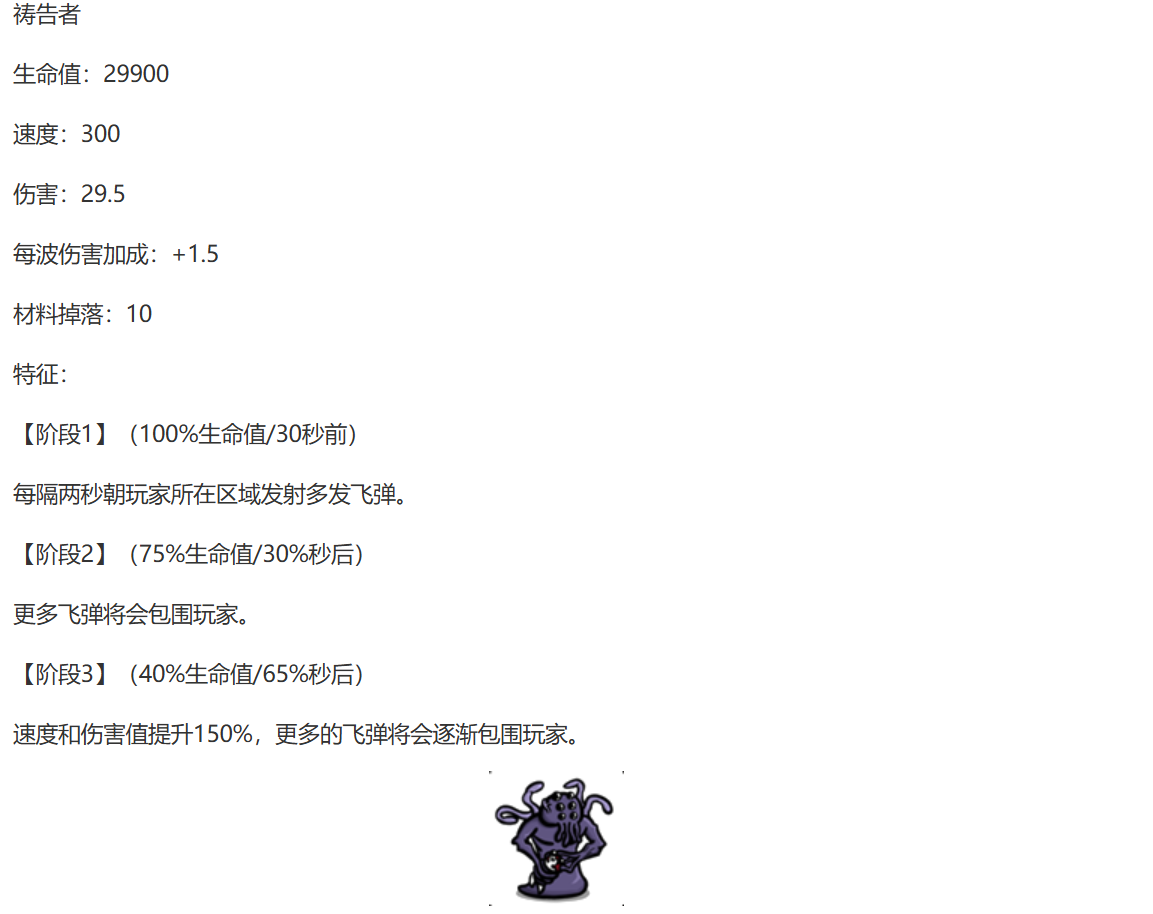 祷告者
生命值：29900
速度：300
伤害：29.5
每波伤害加成：+1.5
材料掉落：10
特征：
【阶段1】（100%生命值/30秒前）
每隔两秒朝玩家所在区域发射多发飞弹。
【阶段2】（75%生命值/30%秒后）
更多飞弹将会包围玩家。
【阶段3】（40%生命值/65%秒后）
速度和伤害值提升150%，更多的飞弹将会逐渐包围玩家。